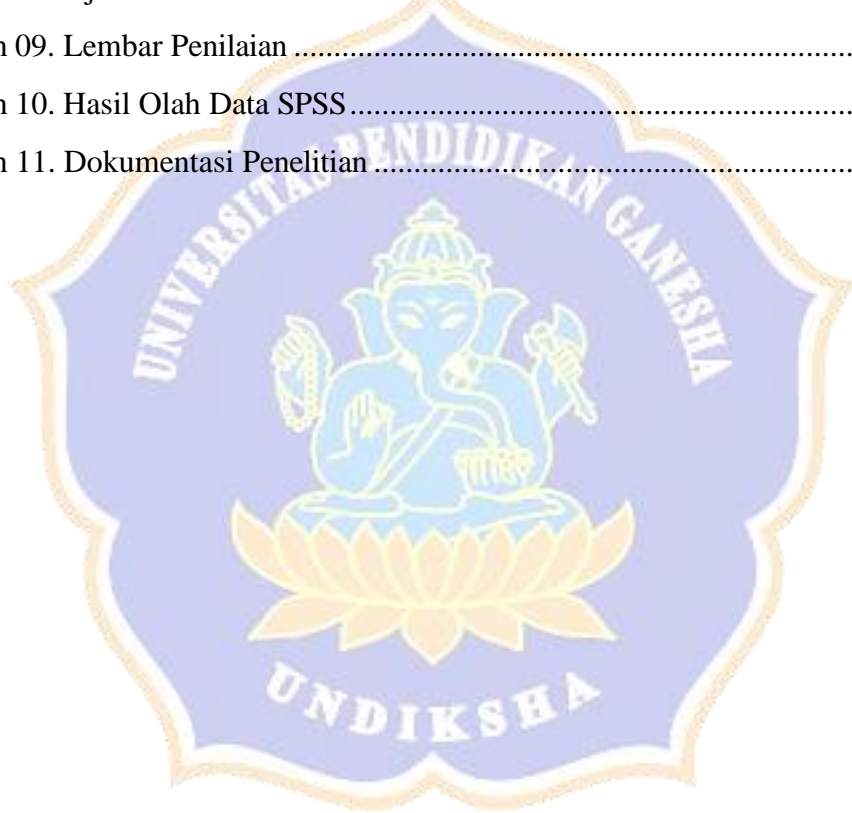 n 09. Lembar Penilaian ....................................................................
n 10. Hasil Olah Data SPSS .............................................................
n 11. Dokumentasi Penelitian ..........................................................
UNIVERSITAS PENDIDIKAN GANESHA
UNDIKSHA